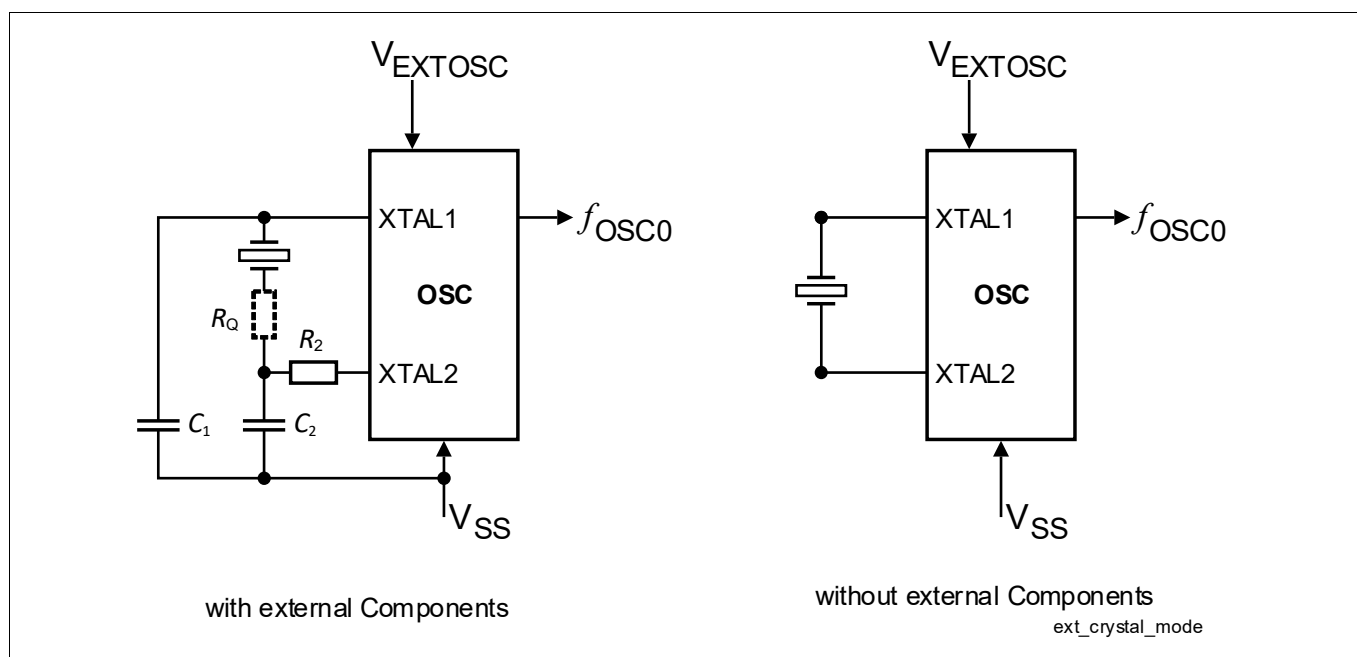 VEXTOSC
XTAL1
fOSC0
OSC
RQ
R2
XTAL2
C1
C2
VSS
with external Components
VEXTOSC
XTAL1
fOSC0
OSC
XTAL2
VSS
without external Components
ext_crystal_mode